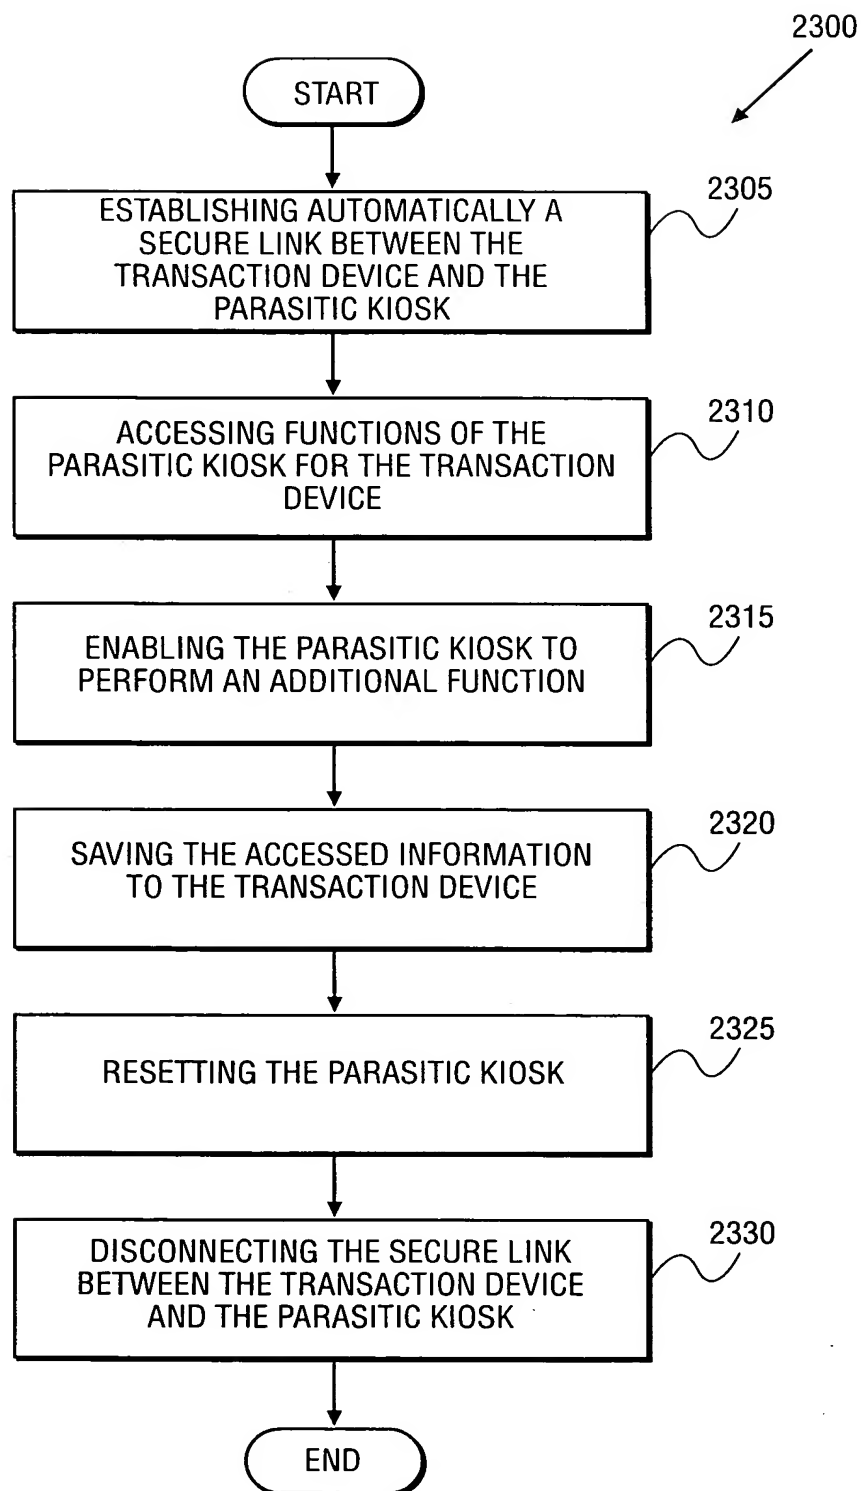 2300
START
2305
ESTABLISHING AUTOMATICALLY A
SECURE LINK BETWEEN THE
TRANSACTION DEVICE AND THE
PARASITIC KIOSK
2310
ACCESSING FUNCTIONS OF THE
PARASITIC KIOSK FOR THE TRANSACTION
DEVICE
2315
ENABLING THE PARASITIC KIOSK TO
PERFORM AN ADDITIONAL FUNCTION
2320
SAVING THE ACCESSED INFORMATION
TO THE TRANSACTION DEVICE
2325
RESETTING THE PARASITIC KIOSK
2330
DISCONNECTING THE SECURE LINK
BETWEEN THE TRANSACTION DEVICE
AND THE PARASITIC KIOSK
END